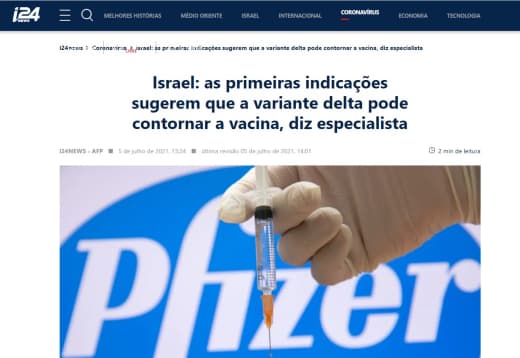 i24 NEWS MELHORES HISTÓRIAS MÉDIO ORIENTE ISRAEL INTERNACIONAL CORONAVÍRUS ECONOMIA TECNOLOGIA
i24news Coronavírus Israel: as primeiras indicações sugerem que a variante delta pode contornar a vacina, diz especialista
Israel: as primeiras indicações
sugerem que a variante delta pode
contornar a vacina, diz especialista
I24NEWS - AFP ■ 5 de julho de 2021, 13:24 ■ última revisão 05 de julho de 2021, 14:01 2 min de leitura
Pfizer